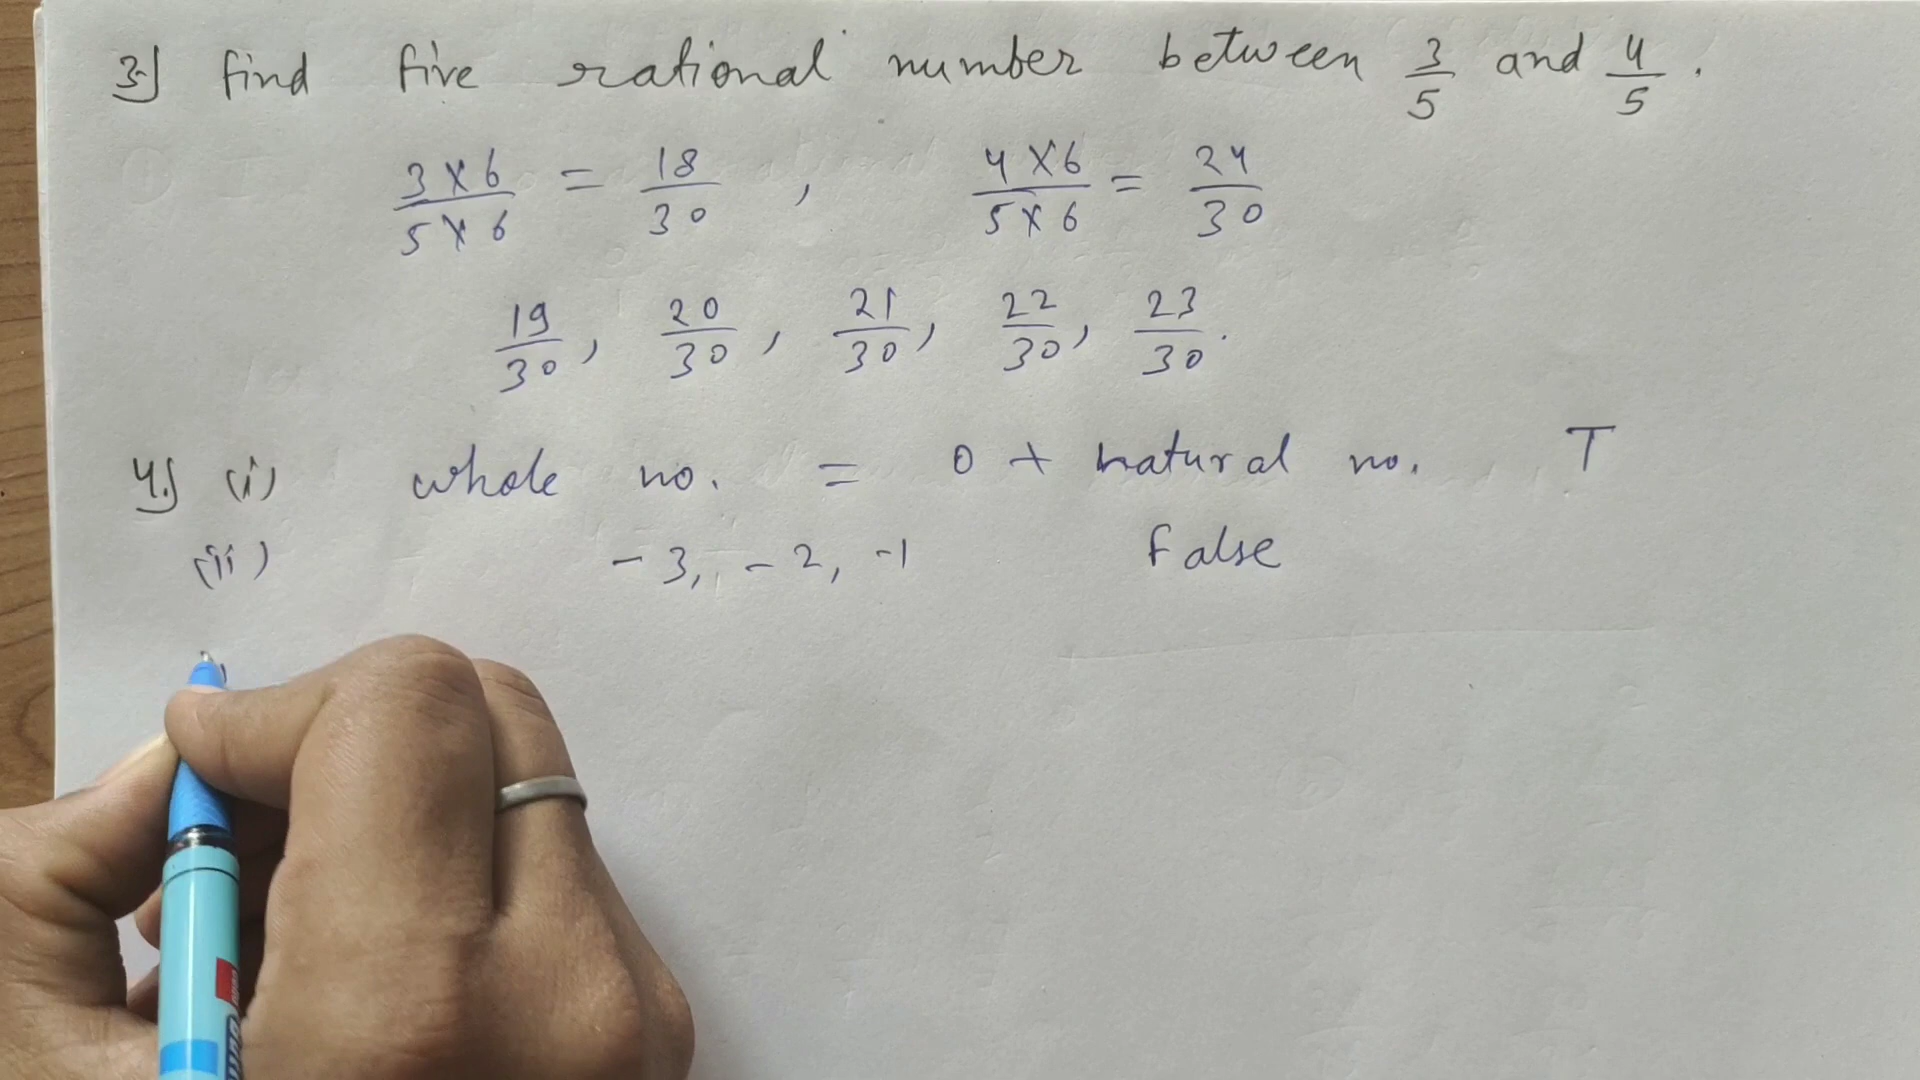 3.) find five rational number between 3/5 and 4/5.
3×6/5×6 = 18/30 , 4×6/5×6 = 24/30
19/30, 20/30, 21/30, 22/30, 23/30.
4.) (i) whole no. = 0 + natural no. T
(ii) -3, -2, -1 False